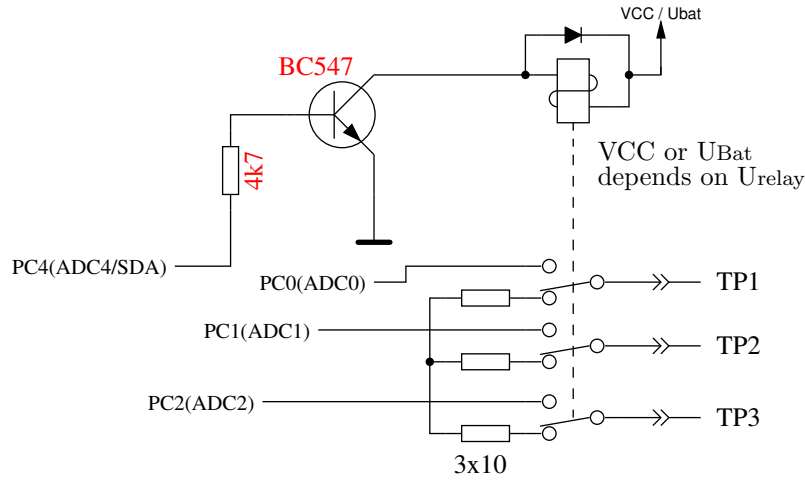 VCC / Ubat
BC547
4k7
VCC or UBat
depends on Urelay
PC4(ADC4/SDA)
PC0(ADC0)
TP1
PC1(ADC1)
TP2
PC2(ADC2)
TP3
3x10